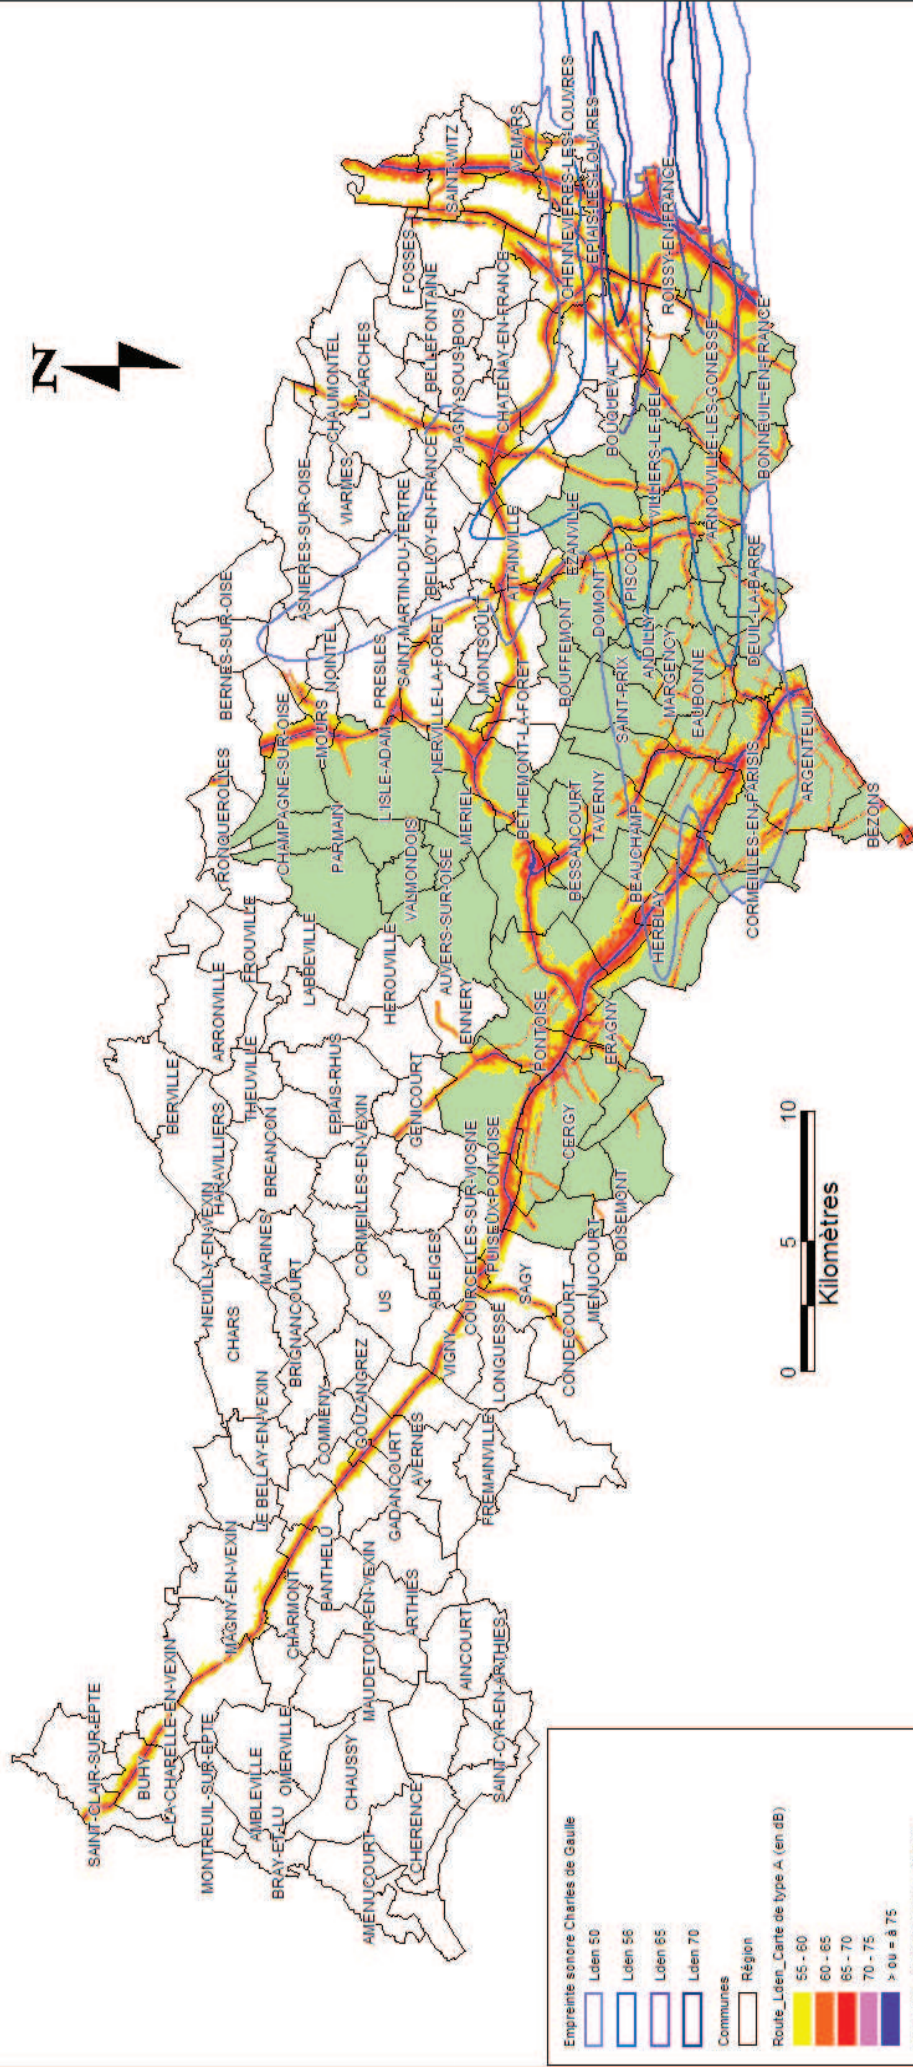 N
SAINT-CLAIR-SUR-EPTE
BUHY
LA-CHAPELLE-EN-VEXIN
MONTREUIL-SUR-EPTE
AMBLEVILLE
BRAY-ET-LU
OMERVILLE
MAGNY-EN-VEXIN
CHARMONT
BANTHELU
CHAUSSY
MAUDETOUR-EN-VEXIN
ARTHIES
AMENUCOURT
CHERENCE
AINCOURT
SAINT-CYR-EN-ARTHIES
LE BELLAY-EN-VEXIN
COMMENY
GOUZANGREZ
GADANCOURT
AVERNES
FREMAINVILLE
NEUILLY-EN-VEXIN
CHARS
MARINES
BRIGNANCOURT
US
ABLEIGES
VIGNY
LONGUESSE
COURCELLES-SUR-VIOSNE
PUISEUX-PONTOISE
SAGY
CONDECOURT
MENUCOURT
BOISEMONT
CERGY
BERVILLE
HARAVILLIERS
ARRONVILLE
THEUVILLE
BREANCON
EPIAIS-RHUS
CORMEILLES-EN-VEXIN
GENICOURT
FROUVILLE
LABBEVILLE
HEROUVILLE
ENNERY
PONTOISE
ERAGNY
AUVERS-SUR-OISE
VALMONDOIS
RONQUEROLLES
CHAMPAGNE-SUR-OISE
PARMAIN
L'ISLE-ADAM
MERIEL
BERNES-SUR-OISE
MOURS
NOINTEL
PRESLES
NERVILLE-LA-FORET
BETHEMONT-LA-FORET
BESSANCOURT
TAVERNY
BEAUCHAMP
HERBLAY
CORMEILLES-EN-PARISIS
ARGENTEUIL
BEZONS
ASNIERES-SUR-OISE
VIARMES
SAINT-MARTIN-DU-TERTRE
BELLOY-EN-FRANCE
MONTSOULT
ATTAINVILLE
BOUFFEMONT
DOMONT
EZANVILLE
PISCOP
SAINT-PRIX
ANDILLY
MARGENCY
EAUBONNE
DEUIL-LA-BARRE
CHAUMONTEL
LUZARCHES
FOSSES
BELLEFONTAINE
JAGNY-SOUS-BOIS
CHATENAY-EN-FRANCE
SAINT-WITZ
VEMARS
CHENNEVIERES-LES-LOUVRES
EPIAIS-LES-LOUVRES
ROISSY-EN-FRANCE
BOUQUEVAL
VILLIERS-LE-BEL
ARNOUVILLE-LES-GONESSE
BONNEUIL-EN-FRANCE
0 5 10
Kilomètres
Empreinte sonore Charles de Gaulle
Lden 50
Lden 56
Lden 65
Lden 70
Communes
Région
Route_Lden_Carte de type A (en dB)
55 - 60
60 - 65
65 - 70
70 - 75
> ou = à 75